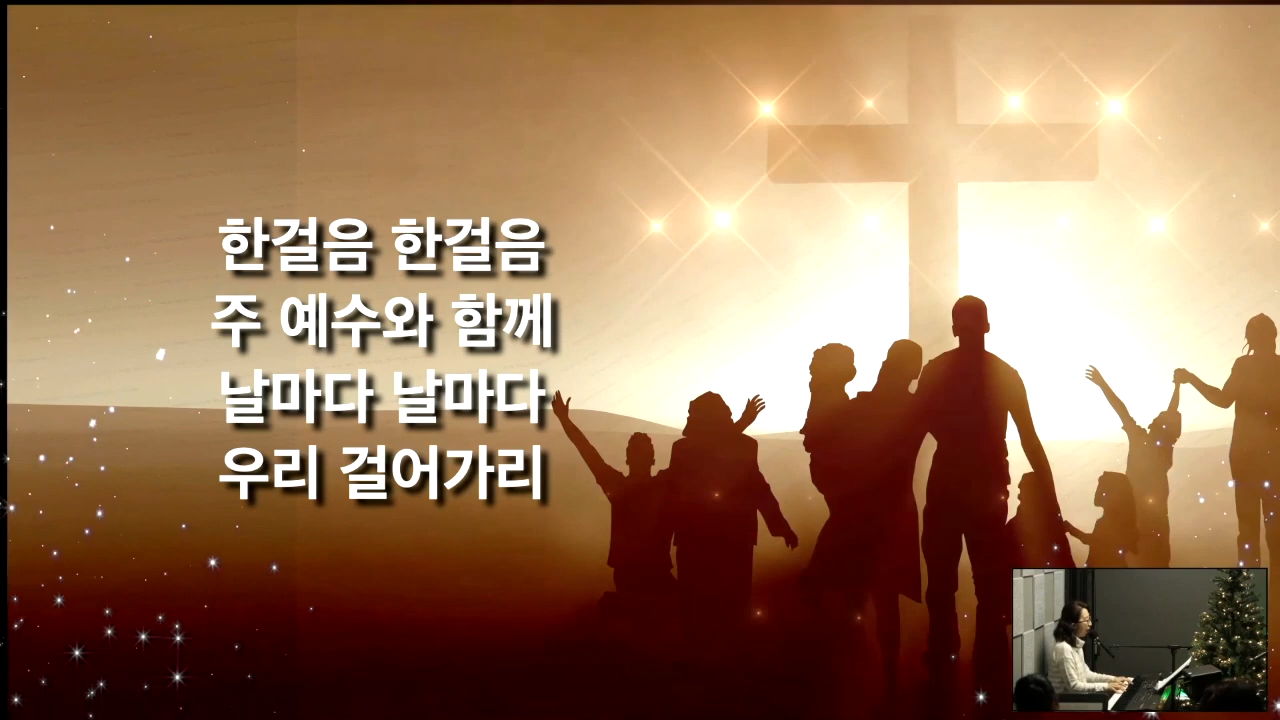 한걸음 한걸음
주 예수와 함께
날마다 날마다
우리 걸어가리